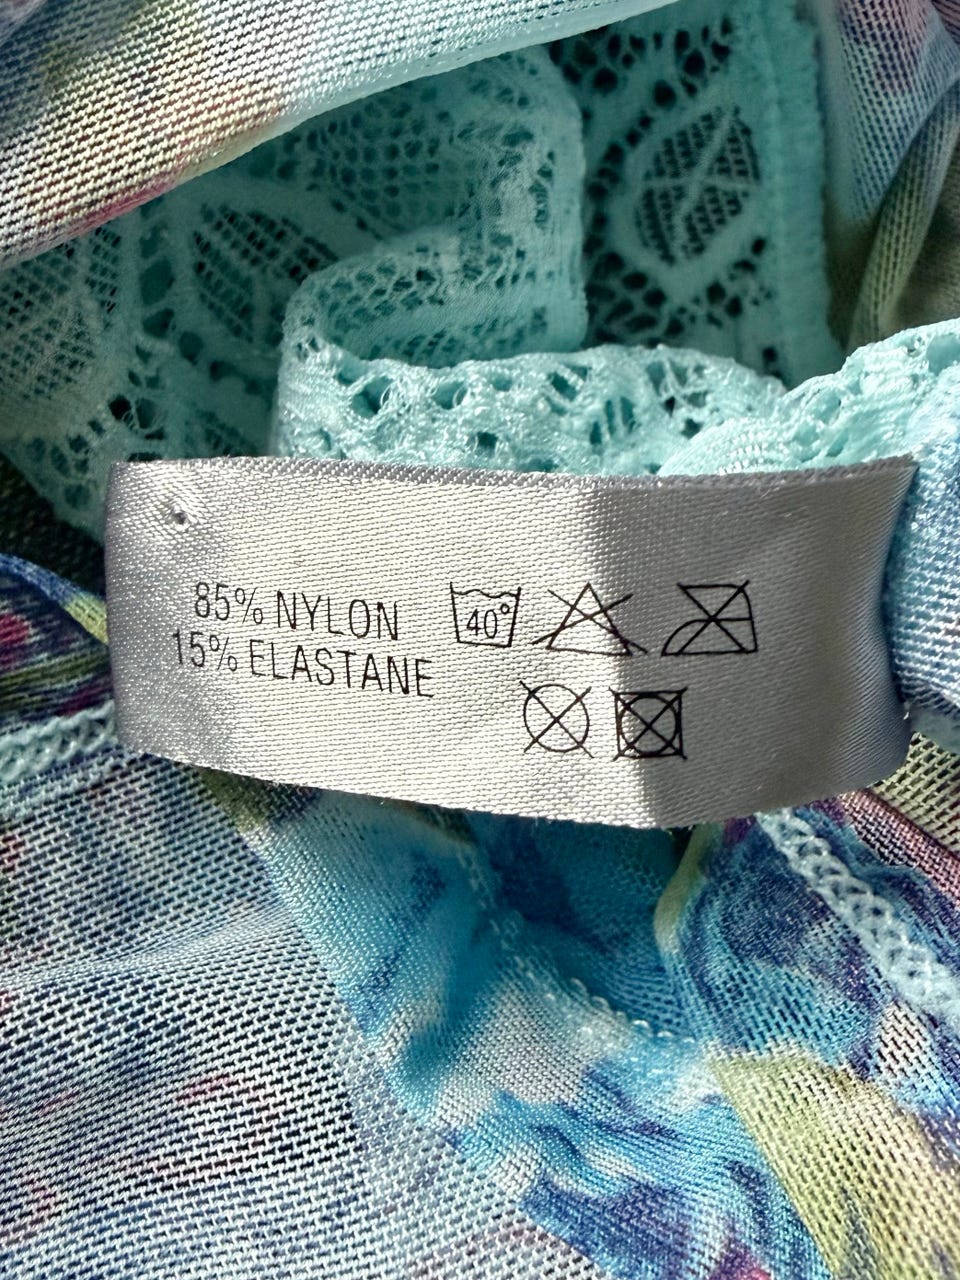 85% NYLON
15% ELASTANE
40°